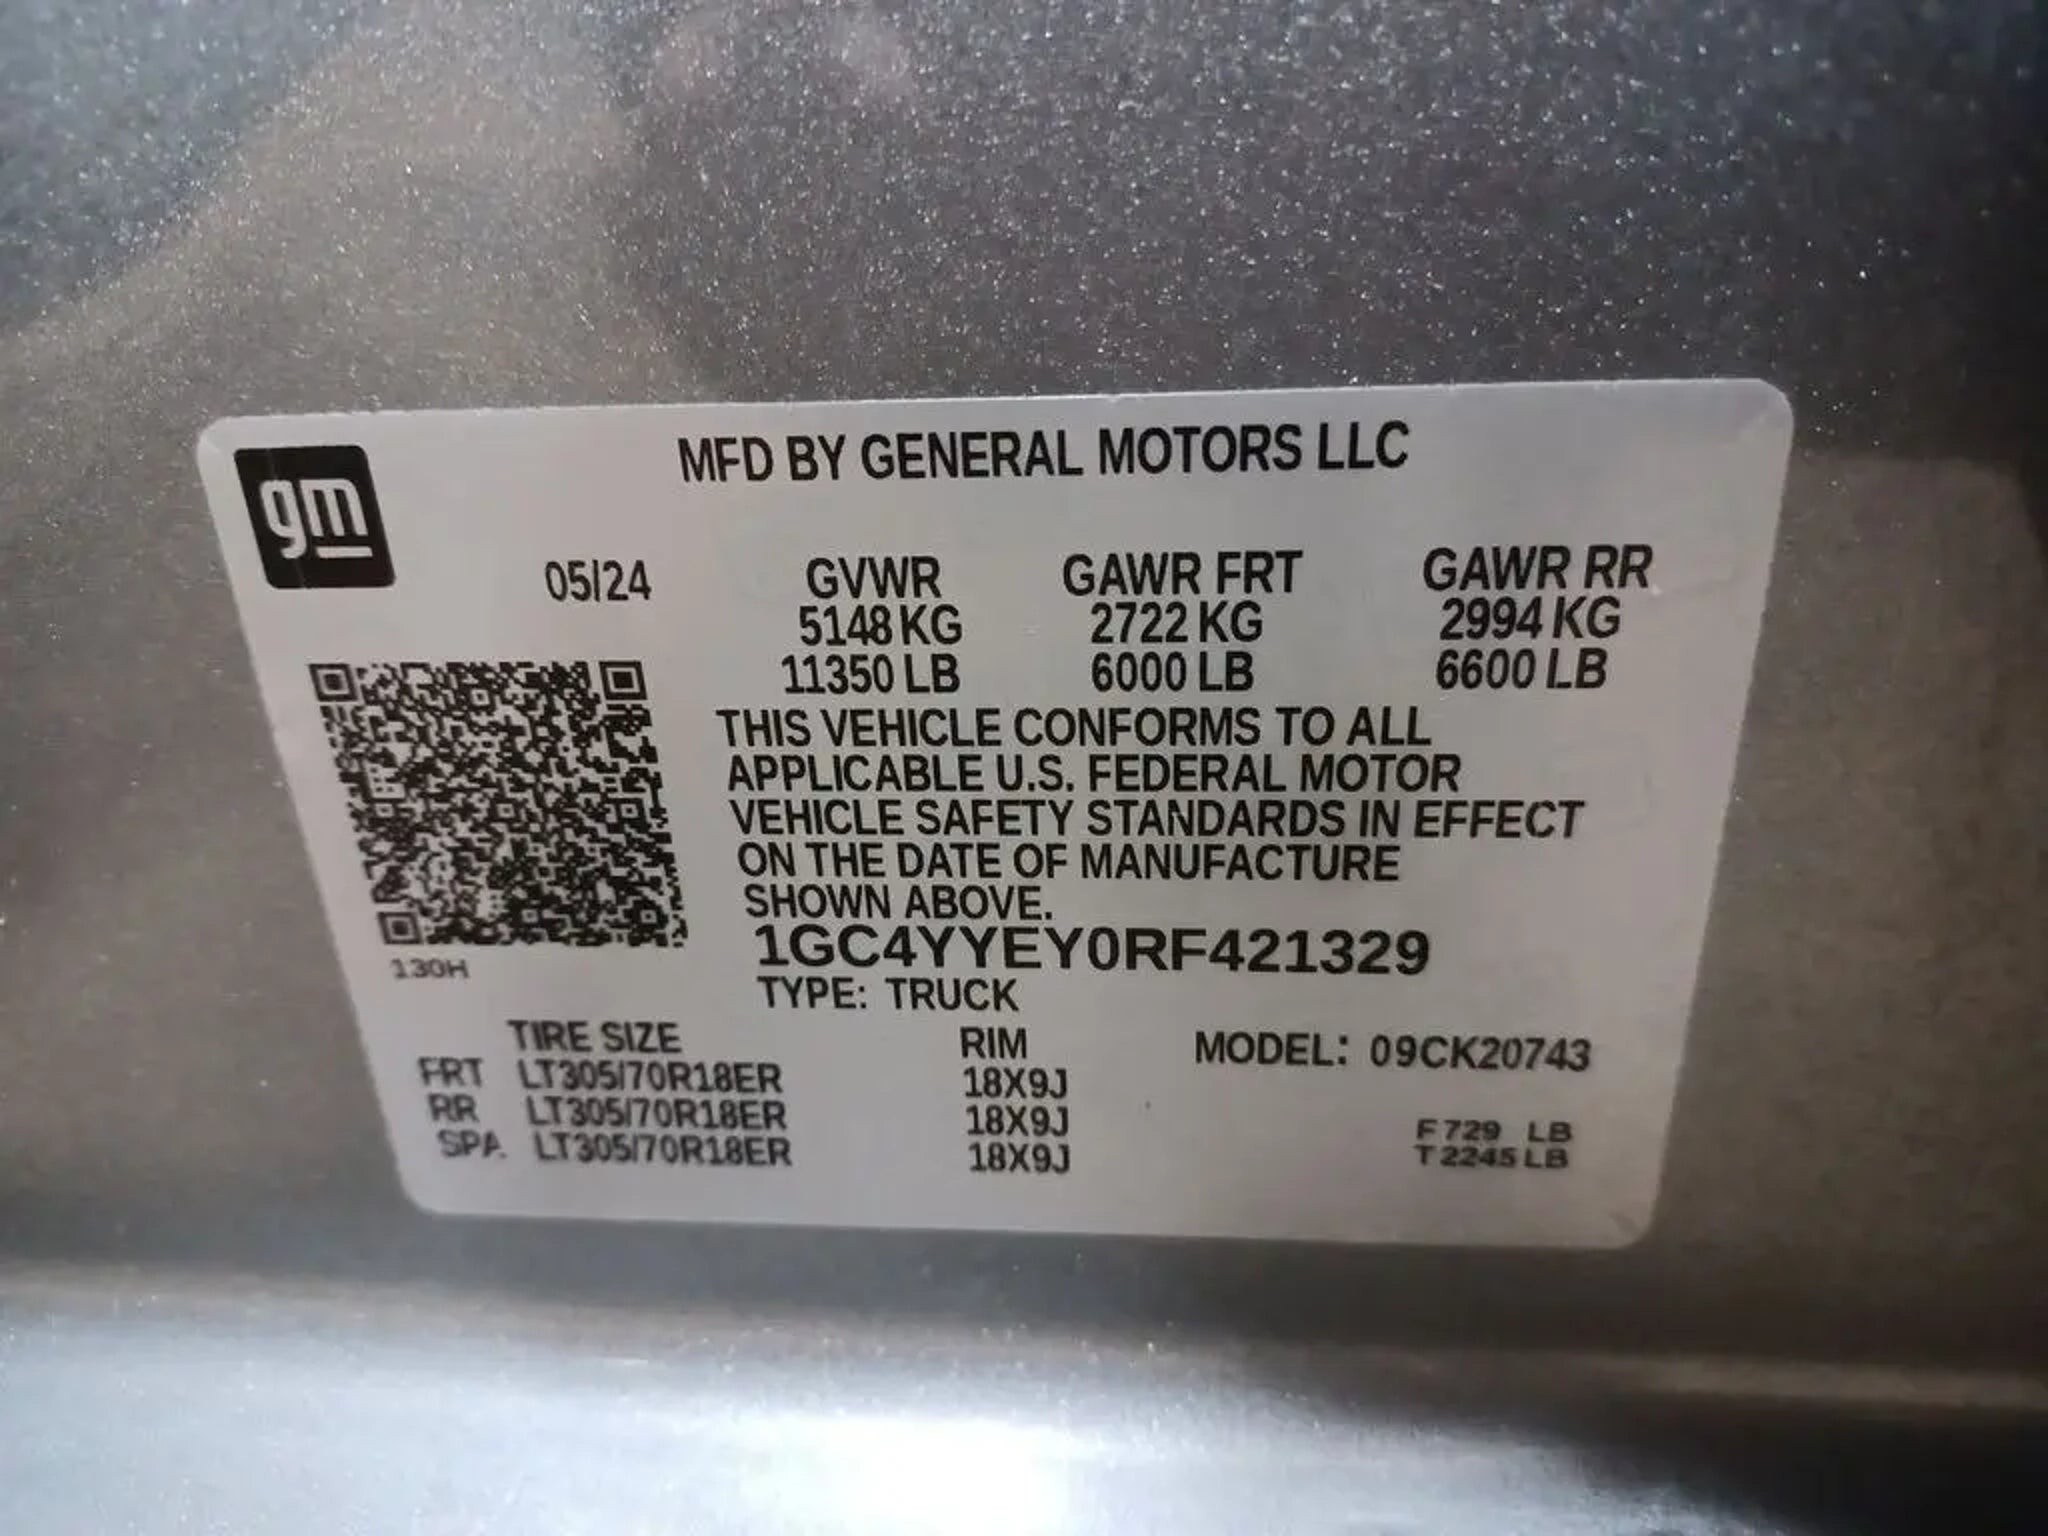 gm
MFD BY GENERAL MOTORS LLC
05/24
GVWR GAWR FRT GAWR RR
5148 KG 2722 KG 2994 KG
11350 LB 6000 LB 6600 LB
THIS VEHICLE CONFORMS TO ALL
APPLICABLE U.S. FEDERAL MOTOR
VEHICLE SAFETY STANDARDS IN EFFECT
ON THE DATE OF MANUFACTURE
SHOWN ABOVE.
1GC4YYEY0RF421329
130H
TYPE: TRUCK
TIRE SIZE RIM MODEL: 09CK20743
FRT LT305/70R18ER 18X9J
RR LT305/70R18ER 18X9J
SPA LT305/70R18ER 18X9J
F 729 LB
T 2245 LB